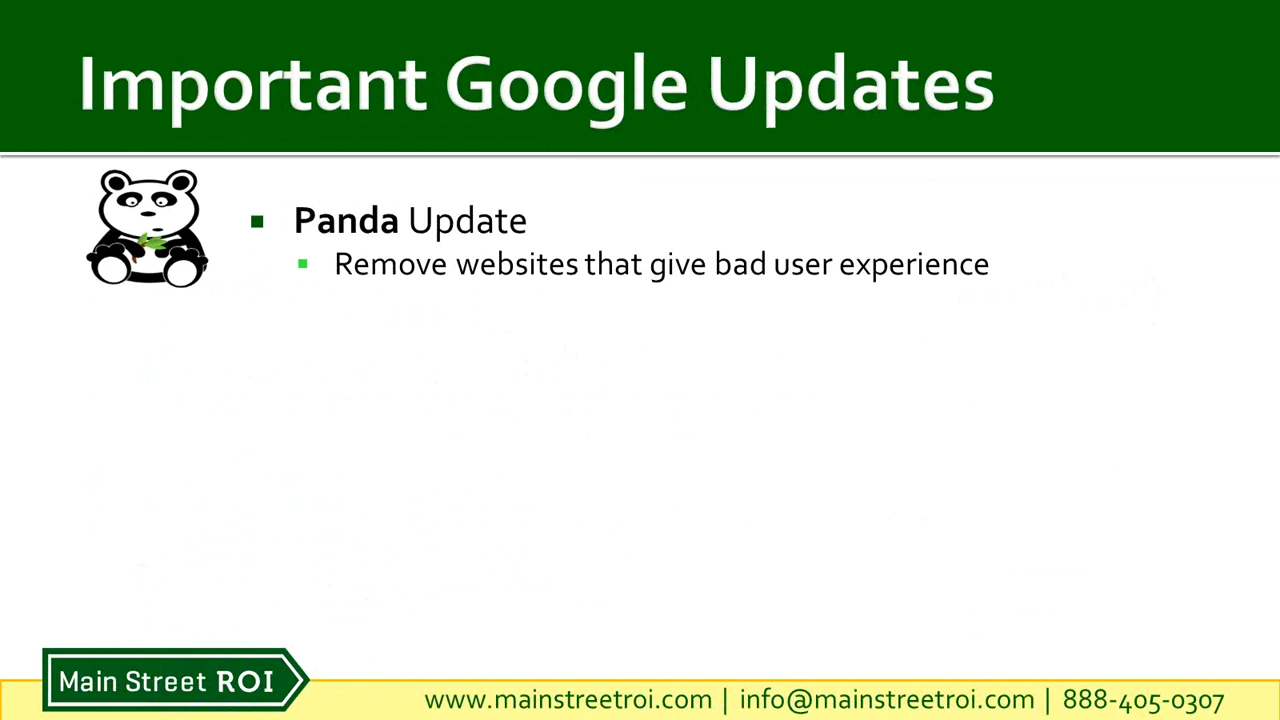 Important Google Updates
Panda Update
Remove websites that give bad user experience
Main Street ROI
www.mainstreetroi.com | info@mainstreetroi.com | 888-405-0307